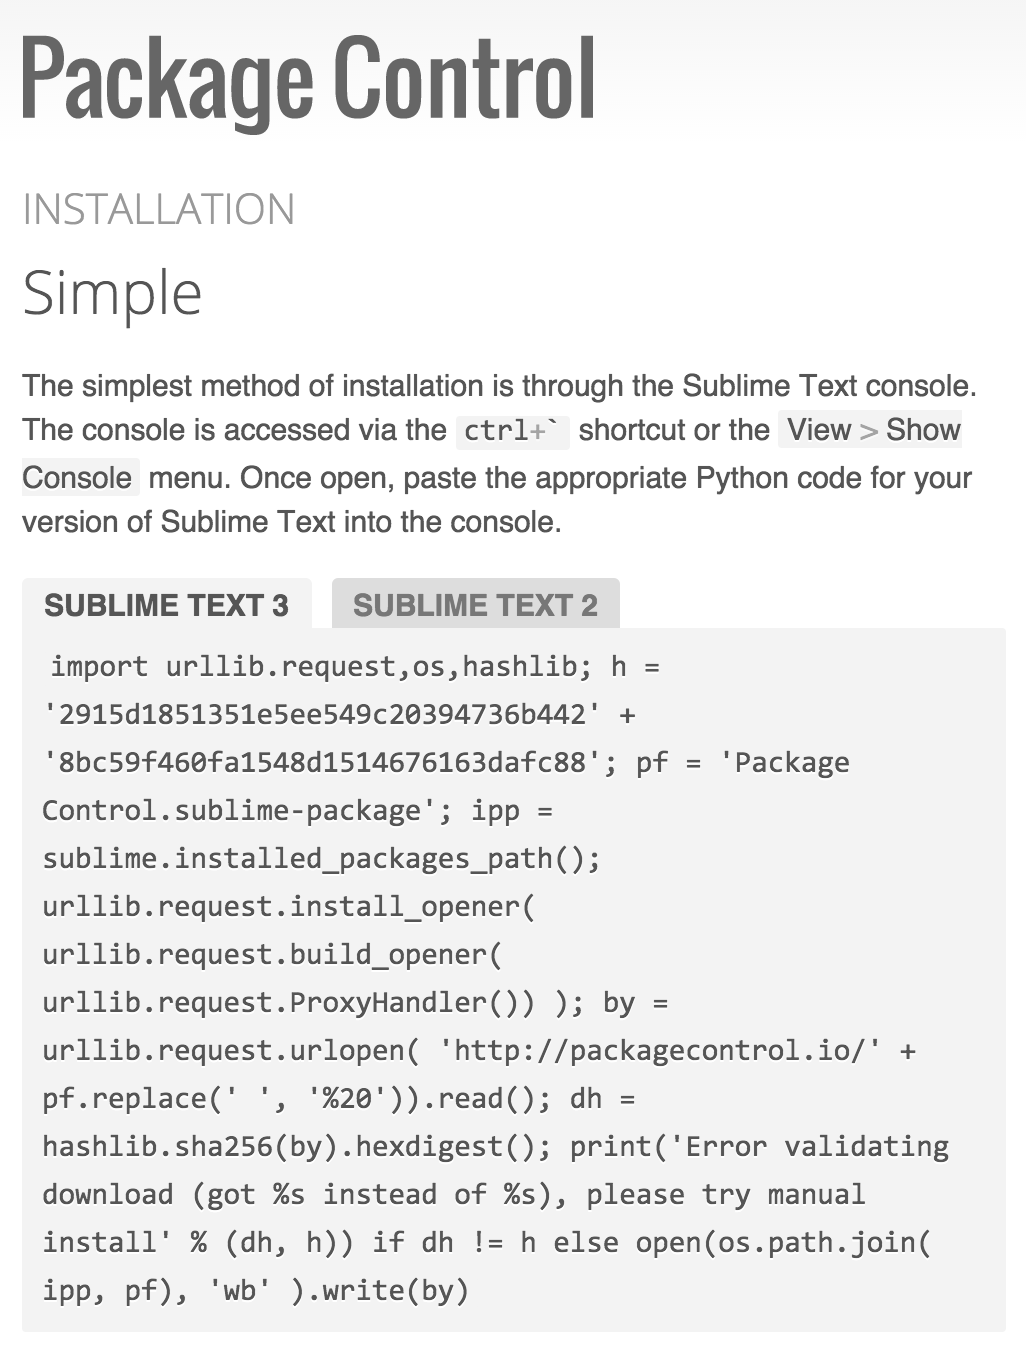 Package Control
INSTALLATION
Simple
The simplest method of installation is through the Sublime Text console.
The console is accessed via the ctrl+` shortcut or the View > Show
Console menu. Once open, paste the appropriate Python code for your
version of Sublime Text into the console.
SUBLIME TEXT 3 SUBLIME TEXT 2
import urllib.request,os,hashlib; h =
'2915d1851351e5ee549c20394736b442' +
'8bc59f460fa1548d1514676163dafc88'; pf = 'Package
Control.sublime-package'; ipp =
sublime.installed_packages_path();
urllib.request.install_opener(
urllib.request.build_opener(
urllib.request.ProxyHandler()) ); by =
urllib.request.urlopen( 'http://packagecontrol.io/' +
pf.replace(' ', '%20')).read(); dh =
hashlib.sha256(by).hexdigest(); print('Error validating
download (got %s instead of %s), please try manual
install' % (dh, h)) if dh != h else open(os.path.join(
ipp, pf), 'wb' ).write(by)